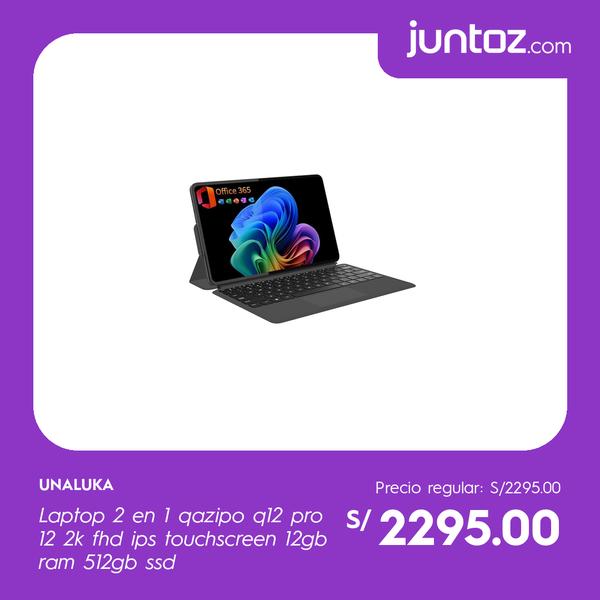 juntoz.com
Office 365
UNALUKA
Laptop 2 en 1 qazipo q12 pro
12 2k fhd ips touchscreen 12gb
ram 512gb ssd
Precio regular: S/2295.00
S/ 2295.00